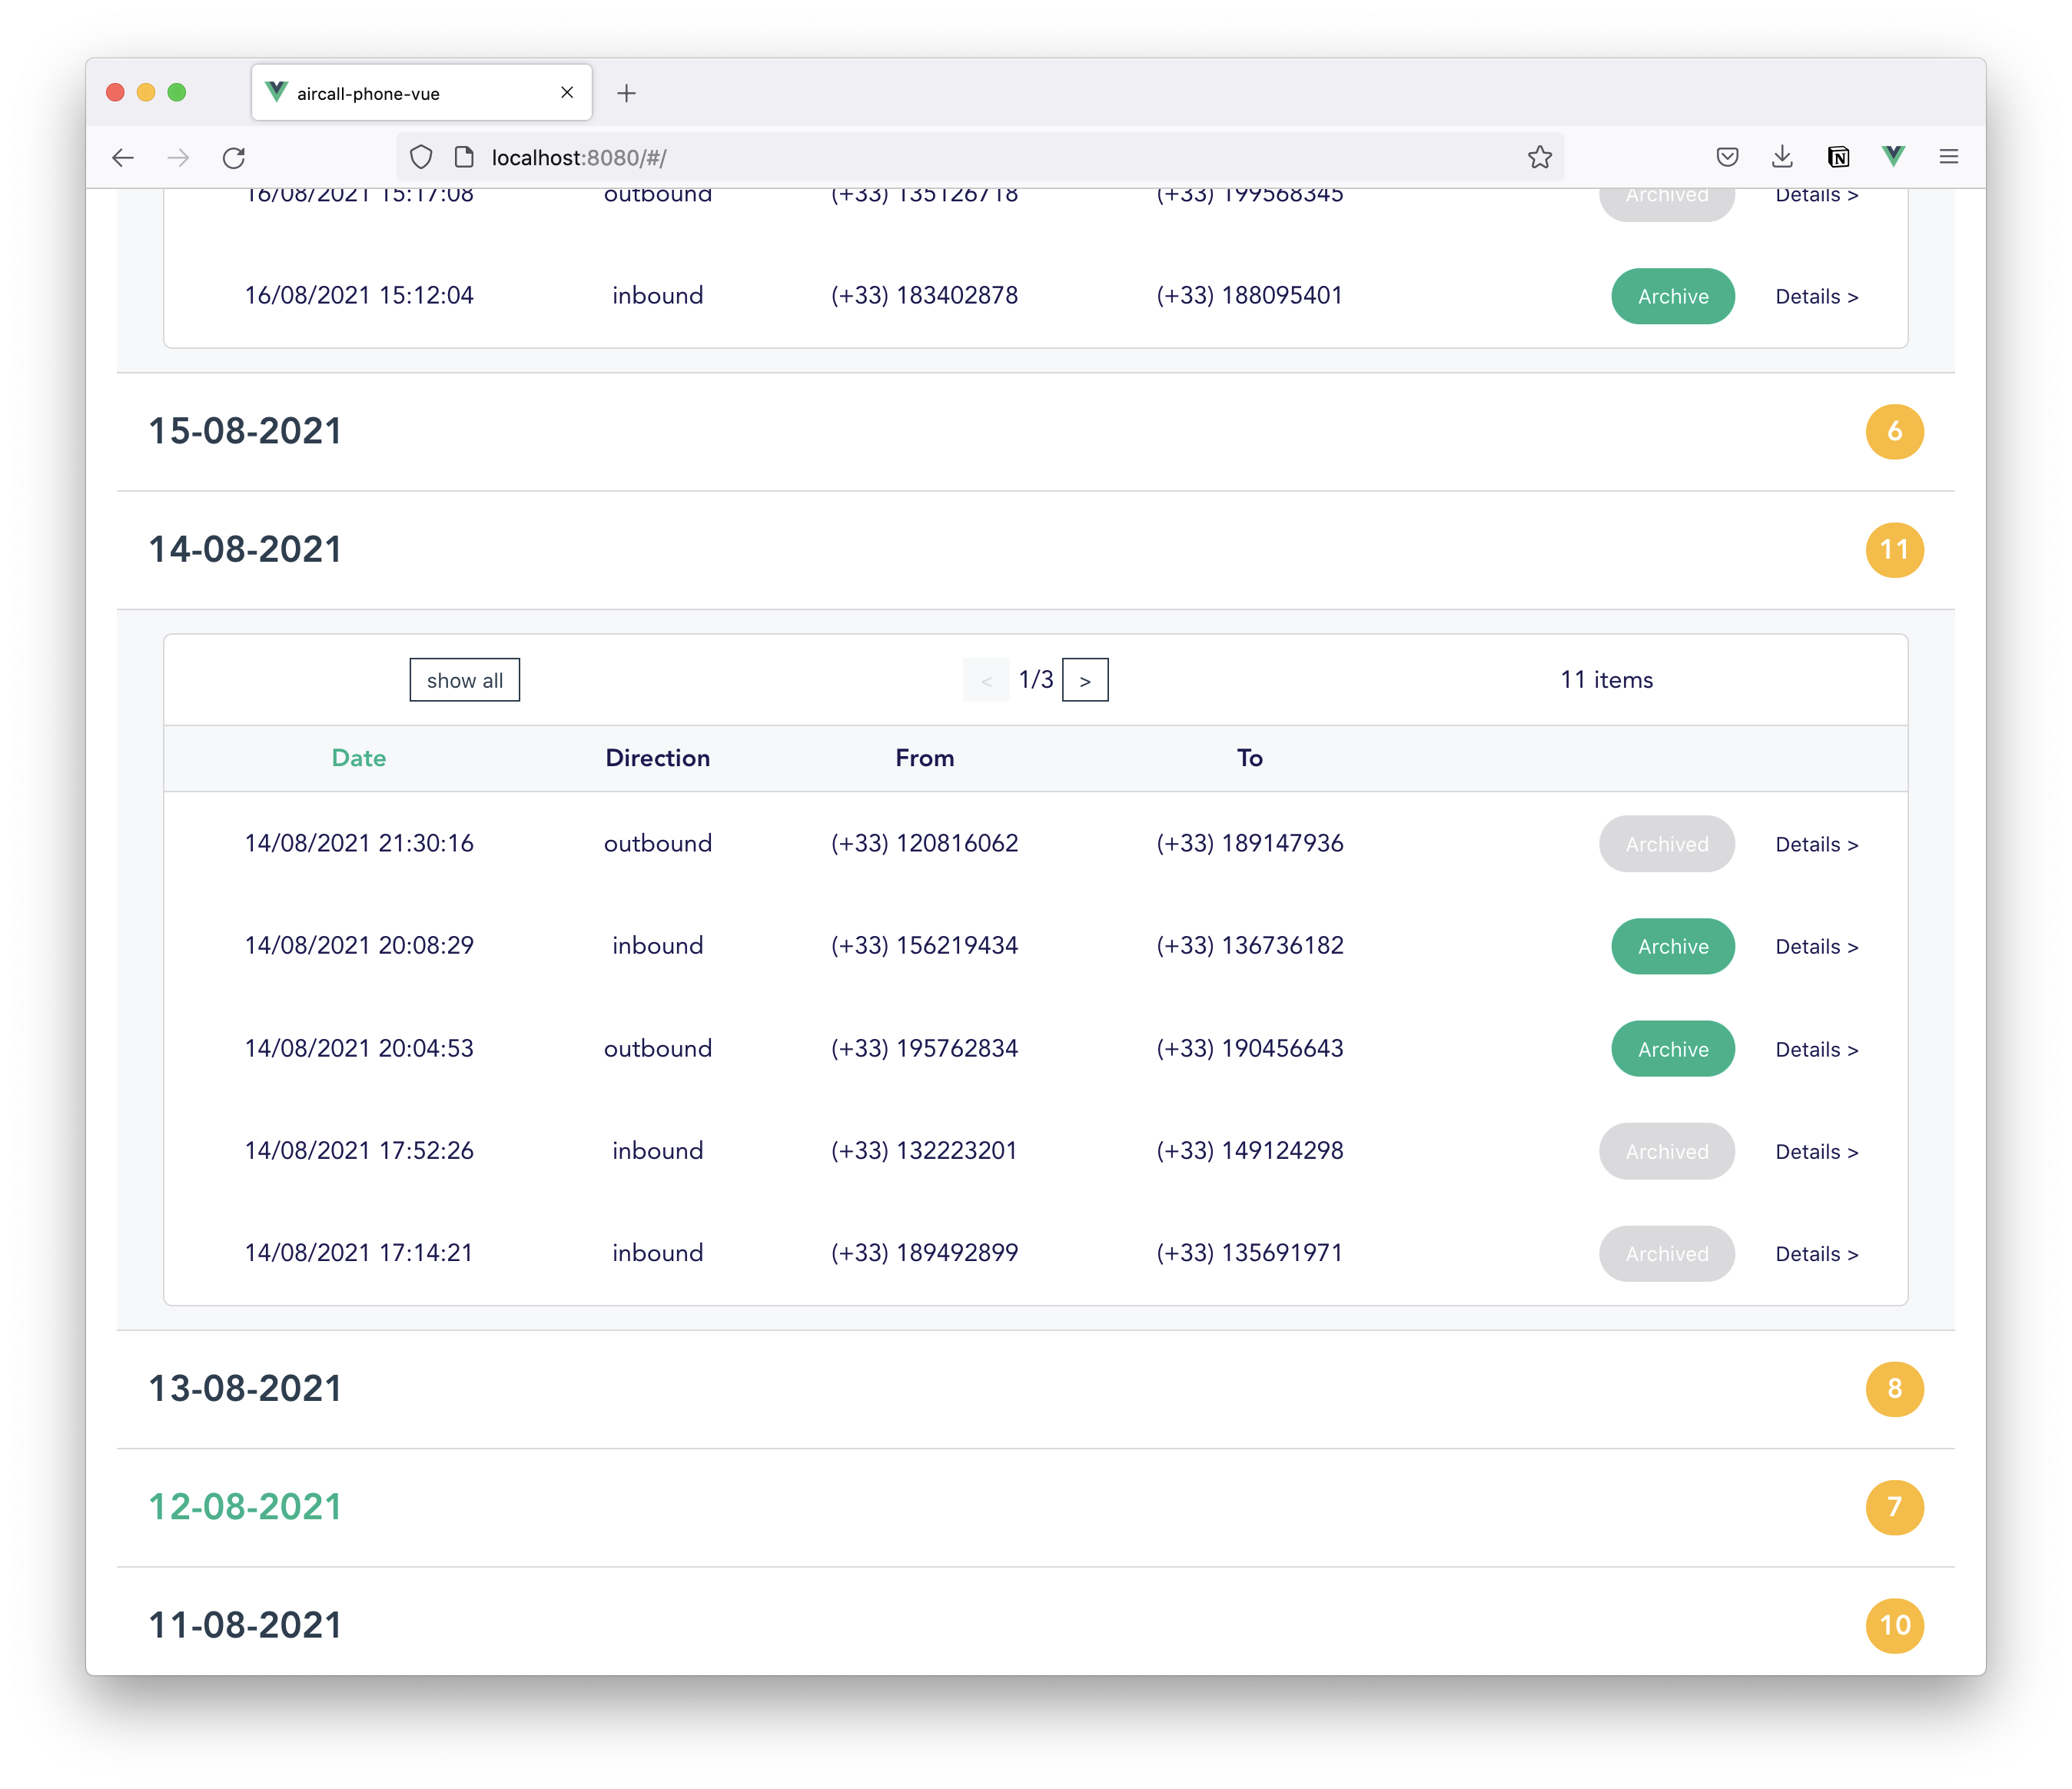 aircall-phone-vue
localhost:8080/#/
16/08/2021 15:17:08 outbound (+33) 135126718 (+33) 199568345 Archived Details >
16/08/2021 15:12:04 inbound (+33) 183402878 (+33) 188095401 Archive Details >
15-08-2021 6
14-08-2021 11
show all < 1/3 > 11 items
Date Direction From To
14/08/2021 21:30:16 outbound (+33) 120816062 (+33) 189147936 Archived Details >
14/08/2021 20:08:29 inbound (+33) 156219434 (+33) 136736182 Archive Details >
14/08/2021 20:04:53 outbound (+33) 195762834 (+33) 190456643 Archive Details >
14/08/2021 17:52:26 inbound (+33) 132223201 (+33) 149124298 Archived Details >
14/08/2021 17:14:21 inbound (+33) 189492899 (+33) 135691971 Archived Details >
13-08-2021 8
12-08-2021 7
11-08-2021 10